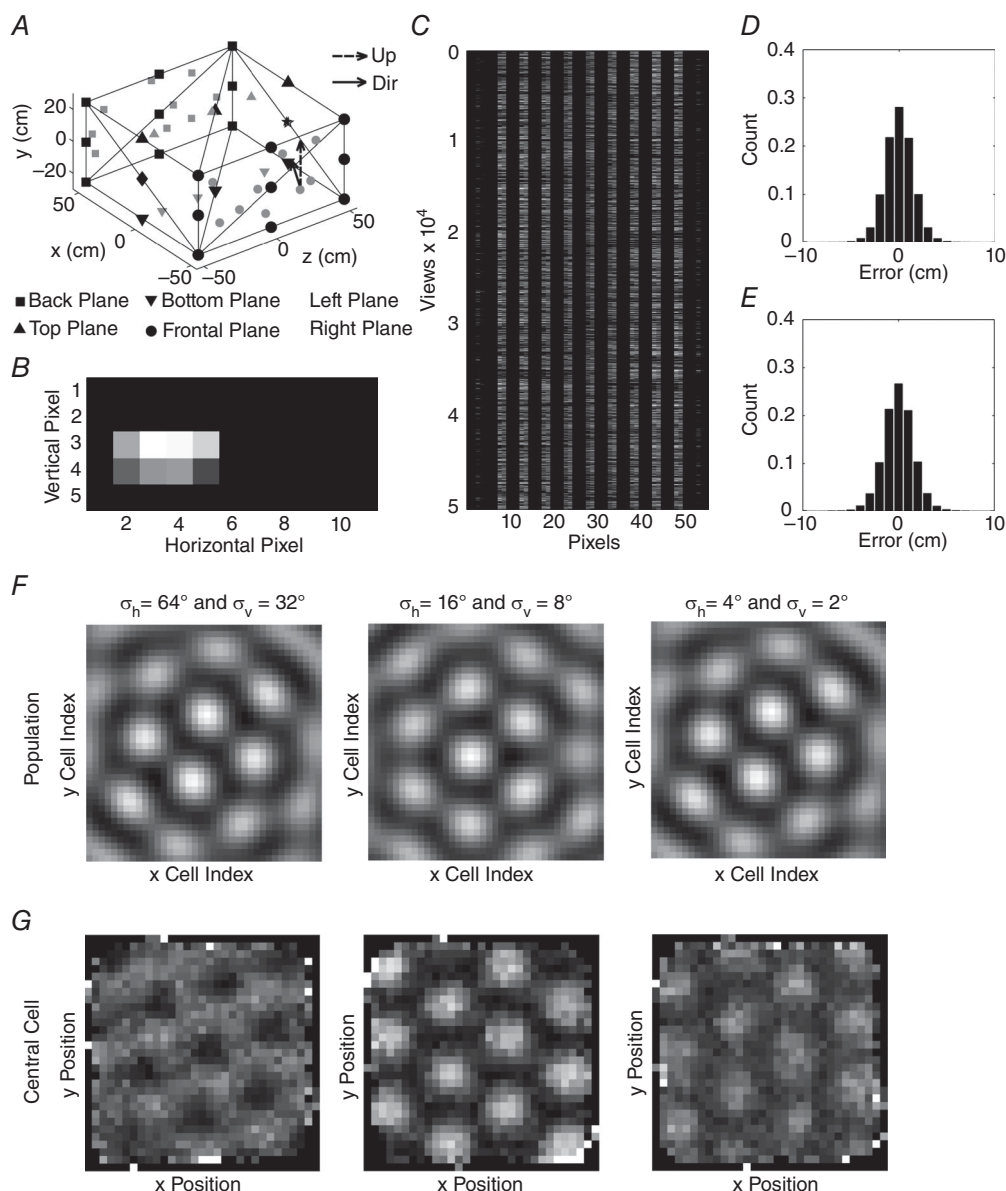 A
Up
Dir
y (cm)
20
0
−20
50
x (cm)
0
−50
−50
0
z (cm)
50
Back Plane
Bottom Plane
Left Plane
Top Plane
Frontal Plane
Right Plane
B
Vertical Pixel
1
2
3
4
5
2
4
6
8
10
Horizontal Pixel
C
Views x 10⁴
0
1
2
3
4
5
10
20
30
40
50
Pixels
D
Count
0.4
0.3
0.2
0.1
0
−10
0
10
Error (cm)
E
Count
0.4
0.3
0.2
0.1
0
−10
0
10
Error (cm)
F
σh= 64° and σv = 32°
σh= 16° and σv = 8°
σh= 4° and σv = 2°
Population
y Cell Index
y Cell Index
y Cell Index
x Cell Index
x Cell Index
x Cell Index
G
Central Cell
y Position
y Position
y Position
x Position
x Position
x Position